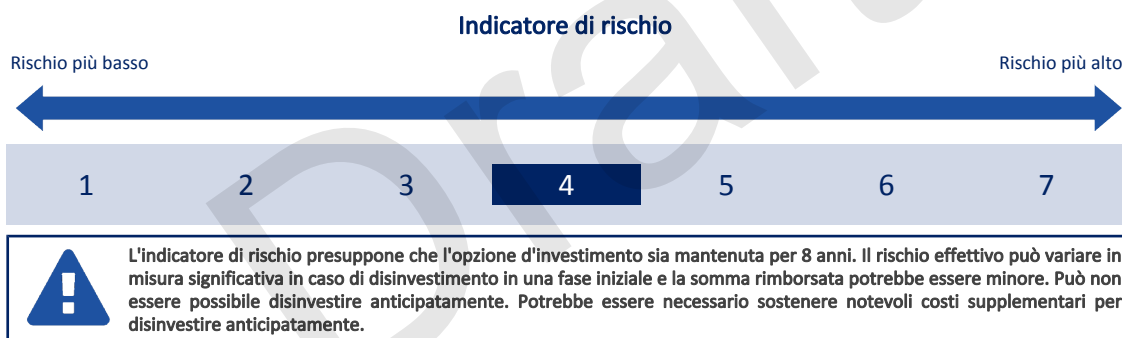 Indicatore di rischio
Rischio più basso
Rischio più alto
1 2 3 4 5 6 7
L'indicatore di rischio presuppone che l'opzione d'investimento sia mantenuta per 8 anni. Il rischio effettivo può variare in
misura significativa in caso di disinvestimento in una fase iniziale e la somma rimborsata potrebbe essere minore. Può non
essere possibile disinvestire anticipatamente. Potrebbe essere necessario sostenere notevoli costi supplementari per
disinvestire anticipatamente.
Draft